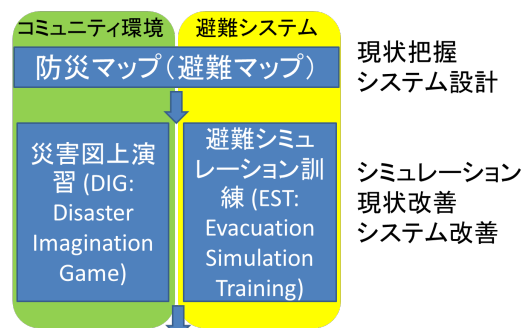 コミュニティ環境
避難システム
防災マップ（避難マップ）
現状把握
システム設計
災害図上演
習 (DIG:
Disaster
Imagination
Game)
避難シミュ
レーション訓
練 (EST:
Evacuation
Simulation
Training)
シミュレーション
現状改善
システム改善